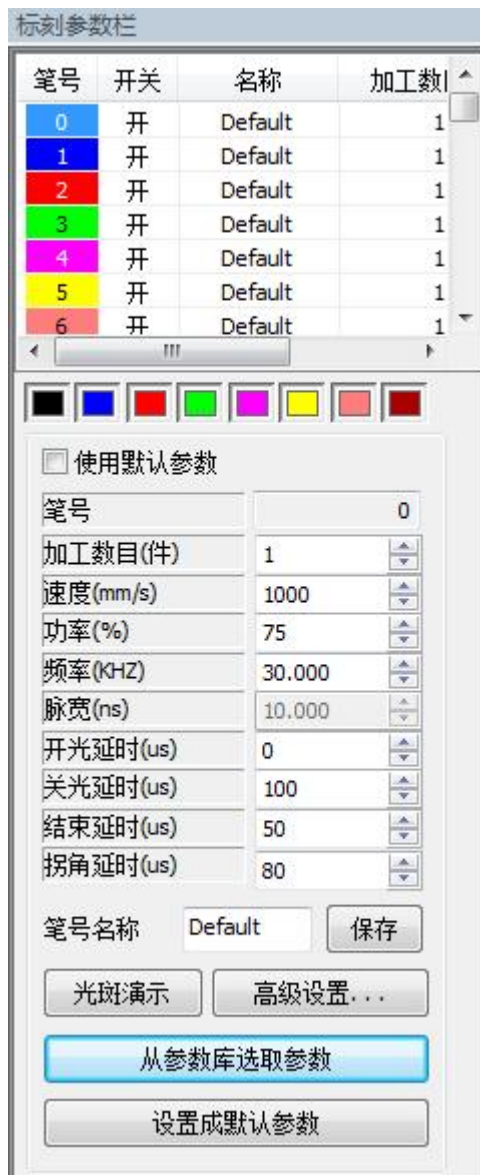 标刻参数栏
笔号 开关 名称 加工数
0 开 Default 1
1 开 Default 1
2 开 Default 1
3 开 Default 1
4 开 Default 1
5 开 Default 1
6 开 Default 1
使用默认参数
笔号 0
加工数目(件) 1
速度(mm/s) 1000
功率(%) 75
频率(KHZ) 30.000
脉宽(ns) 10.000
开光延时(us) 0
关光延时(us) 100
结束延时(us) 50
拐角延时(us) 80
笔号名称 Default 保存
光斑演示 高级设置...
从参数库选取参数
设置成默认参数